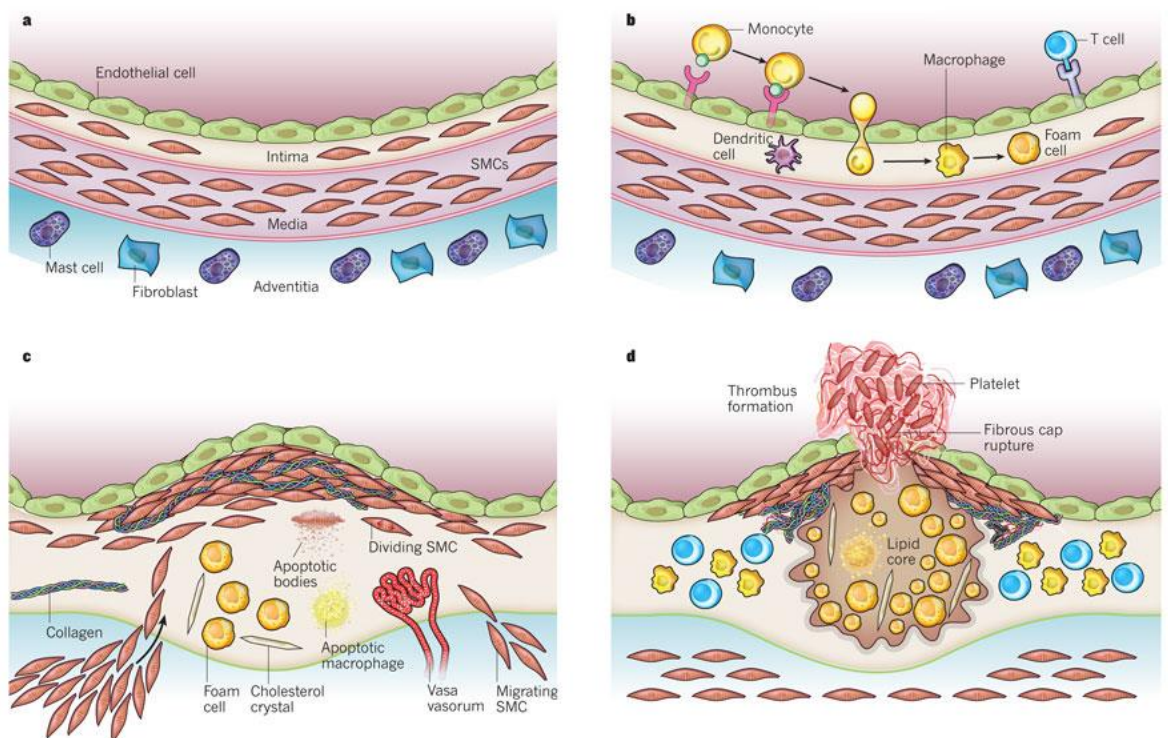 a
Endothelial cell
Intima
SMCs
Media
Mast cell
Fibroblast
Adventitia
b
Monocyte
T cell
Macrophage
Dendritic
cell
Foam
cell
c
Dividing SMC
Apoptotic
bodies
Collagen
Apoptotic
macrophage
Foam
cell
Cholesterol
crystal
Vasa
vasorum
Migrating
SMC
d
Thrombus
formation
Platelet
Fibrous cap
rupture
Lipid
core